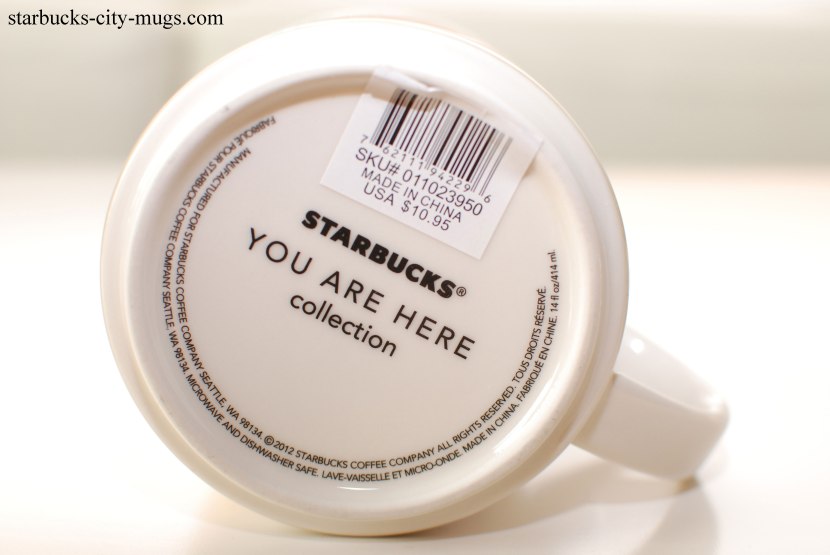 starbucks-city-mugs.com
7 62111 94229 6
SKU# 011023950
MADE IN CHINA
USA $10.95
STARBUCKS®
YOU ARE HERE
collection
MANUFACTURED FOR STARBUCKS COFFEE COMPANY SEATTLE, WA 98134. ©2012 STARBUCKS COFFEE COMPANY ALL RIGHTS RESERVED. TOUS DROITS RÉSERVÉ.
FABRIQUÉ POUR STARBUCKS COFFEE COMPANY SEATTLE, WA 98134. MICROWAVE AND DISHWASHER SAFE. LAVE-VAISSELLE ET MICRO-ONDE. MADE IN CHINA. FABRIQUÉ EN CHINE. 14 fl oz/414 ml.